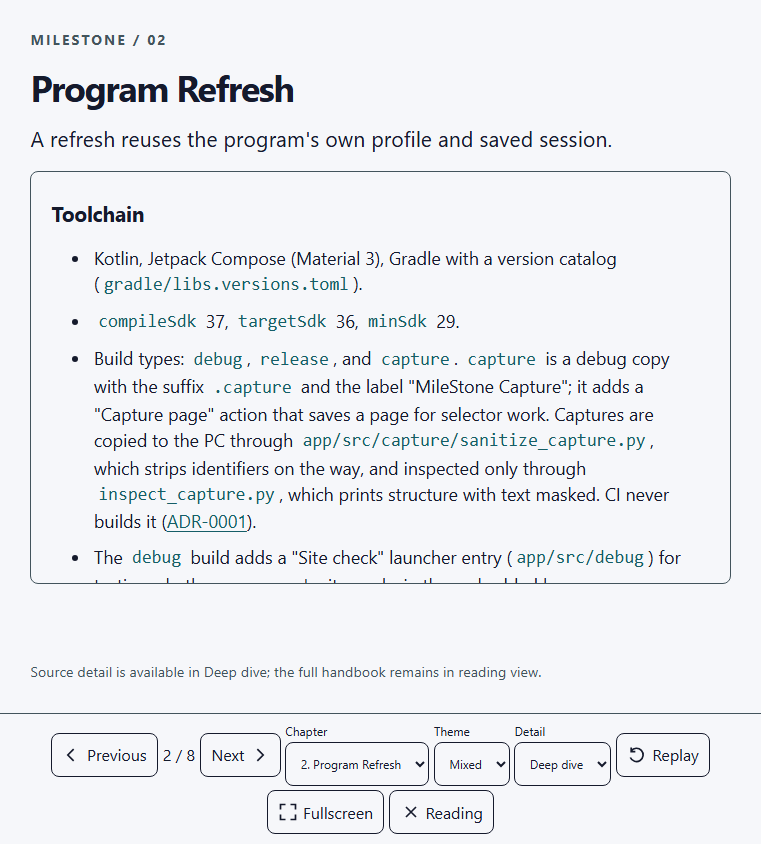 MILESTONE / 02
Program Refresh
A refresh reuses the program's own profile and saved session.
Toolchain
• Kotlin, Jetpack Compose (Material 3), Gradle with a version catalog
(gradle/libs.versions.toml).
• compileSdk 37, targetSdk 36, minSdk 29.
• Build types: debug, release, and capture. capture is a debug copy
with the suffix .capture and the label "MileStone Capture"; it adds a
"Capture page" action that saves a page for selector work. Captures are
copied to the PC through app/src/capture/sanitize_capture.py,
which strips identifiers on the way, and inspected only through
inspect_capture.py, which prints structure with text masked. CI never
builds it (ADR-0001).
• The debug build adds a "Site check" launcher entry (app/src/debug) for
Source detail is available in Deep dive; the full handbook remains in reading view.
Chapter
Theme
Detail
Previous
2 / 8
Next
2. Program Refresh
Mixed
Deep dive
Replay
Fullscreen
Reading